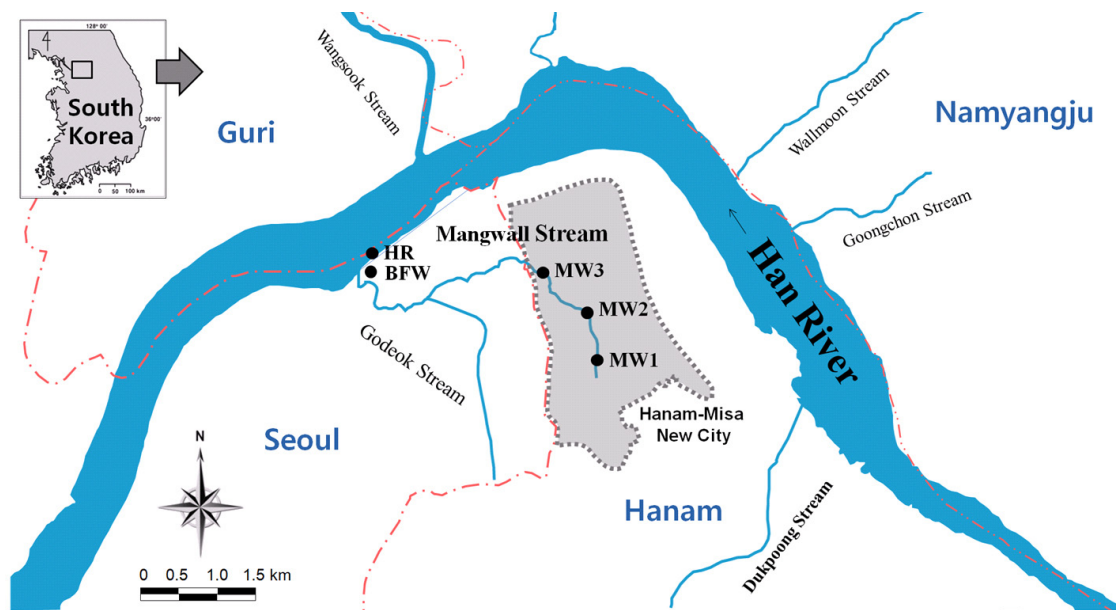 128° 00'
4
South
Korea
36°00'
0 50 100 km
Guri
Wangsook Stream
Wallmoon Stream
Namyangju
Goongchon Stream
Mangwall Stream
HR
BFW
MW3
MW2
MW1
Han River
Godeok Stream
Hanam-Misa
New City
Seoul
Hanam
Dukpoong Stream
N
0 0.5 1.0 1.5 km